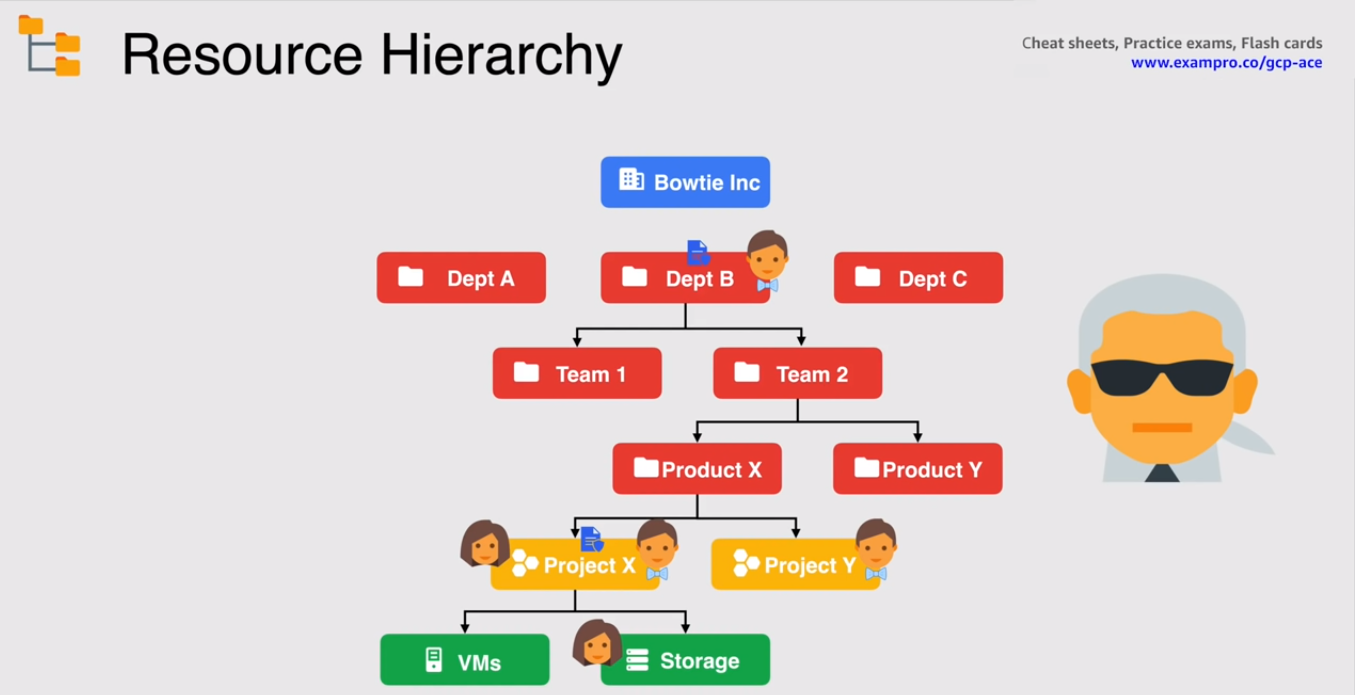 Resource Hierarchy
Cheat sheets, Practice exams, Flash cards
www.exampro.co/gcp-ace
Bowtie Inc
Dept A
Dept B
Dept C
Team 1
Team 2
Product X
Product Y
Project X
Project Y
VMs
Storage